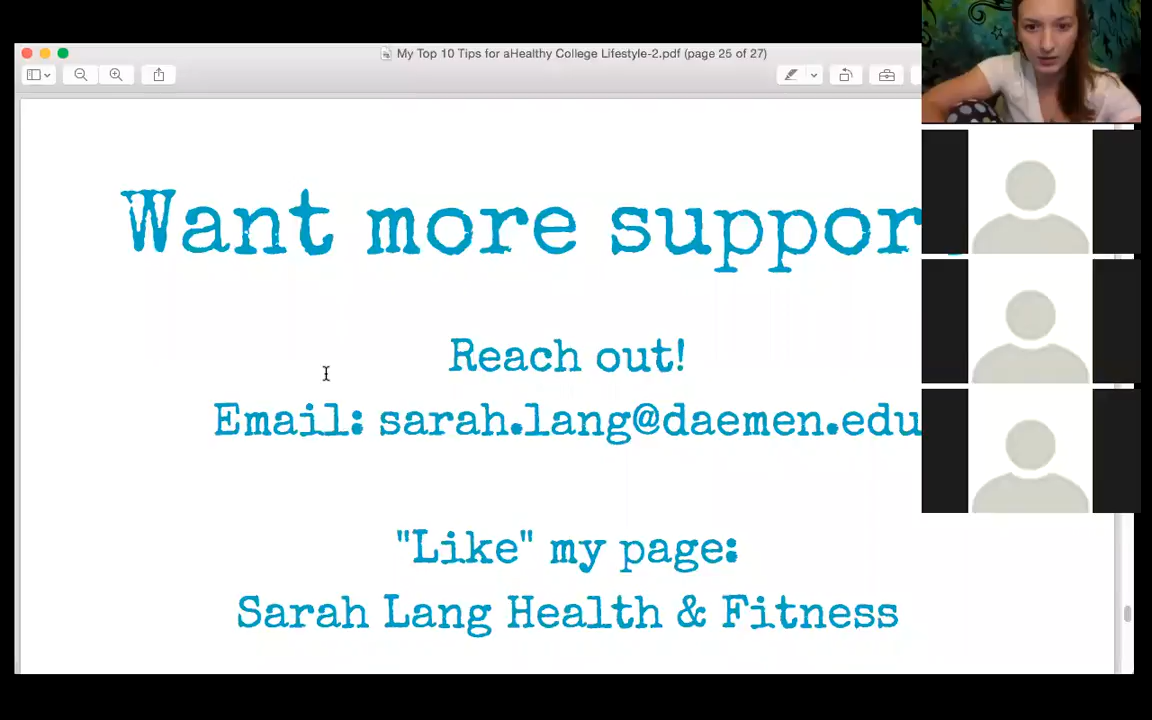 My Top 10 Tips for aHealthy College Lifestyle-2.pdf (page 25 of 27)
Want more suppor
Reach out!
Email: sarah.lang@daemen.edu
"Like" my page:
Sarah Lang Health & Fitness